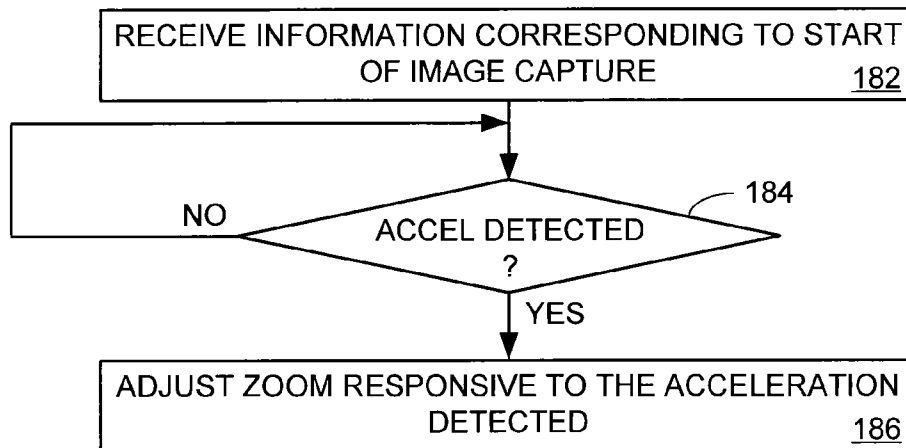 RECEIVE INFORMATION CORRESPONDING TO START
OF IMAGE CAPTURE
182
184
NO
ACCEL DETECTED
?
YES
ADJUST ZOOM RESPONSIVE TO THE ACCELERATION
DETECTED
186